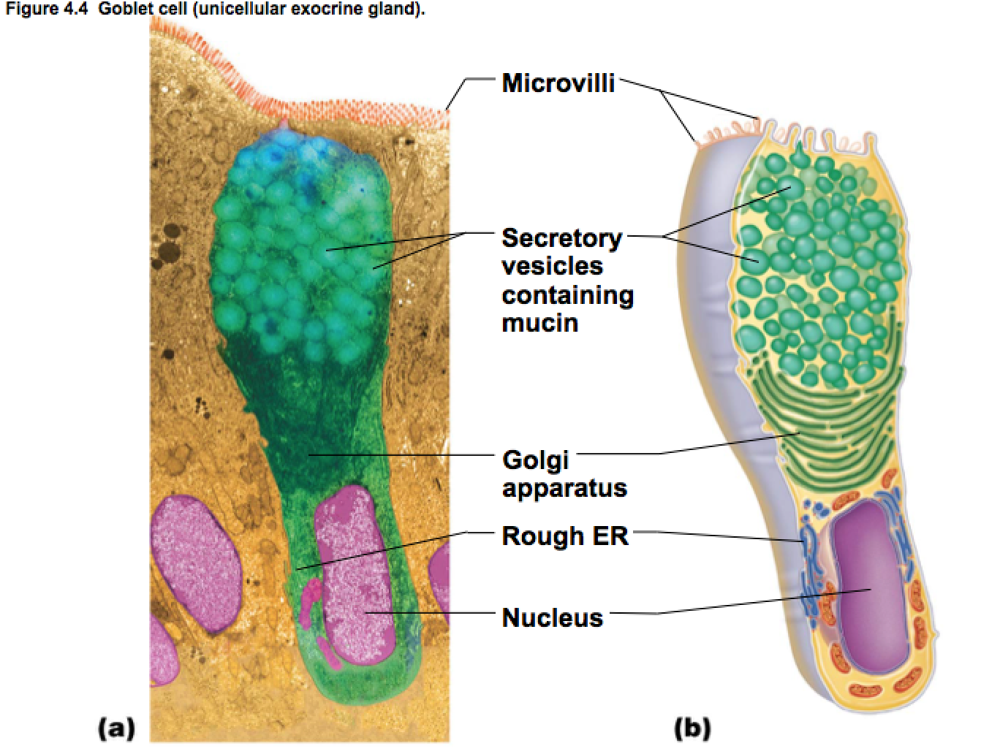 Figure 4.4 Goblet cell (unicellular exocrine gland).
Microvilli
Secretory
vesicles
containing
mucin
Golgi
apparatus
Rough ER
Nucleus
(a)
(b)